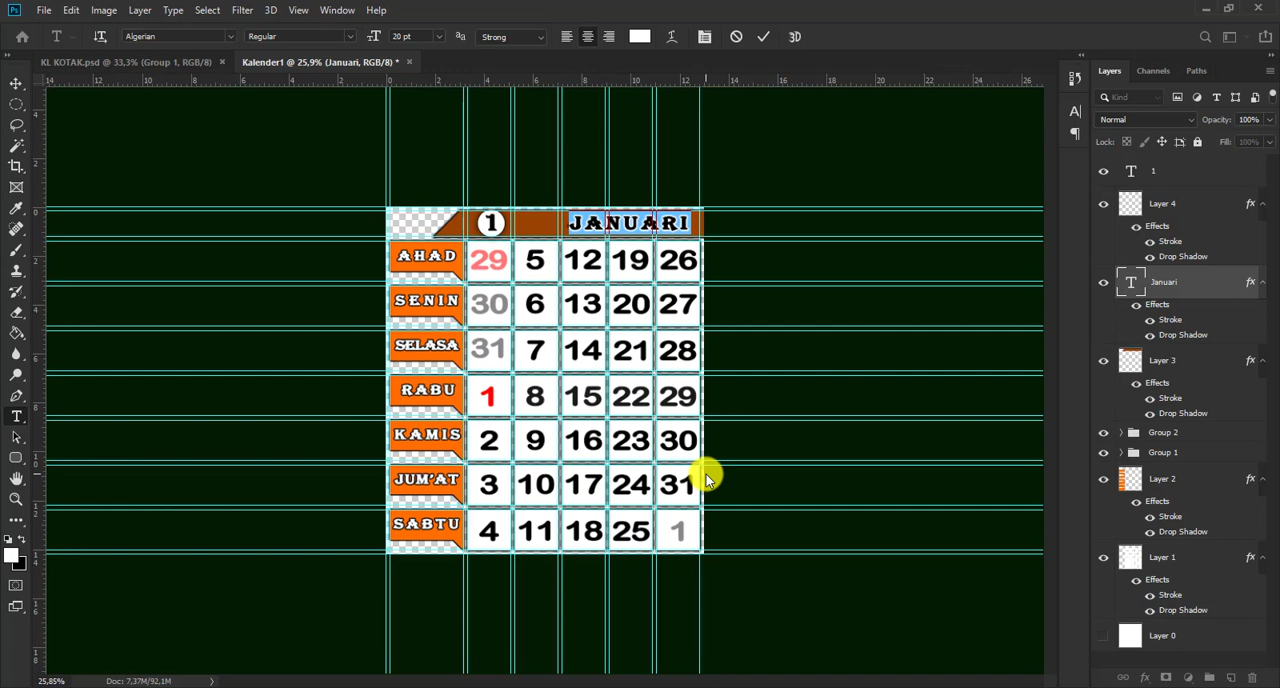 File Edit Image Layer Type Select Filter 3D View Window Help
Algerian Regular 20 pt Strong 3D
KL KOTAK.psd @ 33,3% (Group 1, RGB/8) × Kalender1 @ 25,9% (Januari, RGB/8) * ×
Layers Channels Paths
Kind
Normal Opacity: 100%
Lock: Fill: 100%
1
Layer 4 fx
Effects
Stroke
Drop Shadow
Januari fx
Effects
Stroke
Drop Shadow
Layer 3 fx
Effects
Stroke
Drop Shadow
Group 2
Group 1
Layer 2 fx
Effects
Stroke
Drop Shadow
Layer 1 fx
Effects
Stroke
Drop Shadow
Layer 0
1 JANUARI
AHAD 29 5 12 19 26
SENIN 30 6 13 20 27
SELASA 31 7 14 21 28
RABU 1 8 15 22 29
KAMIS 2 9 16 23 30
JUM'AT 3 10 17 24 31
SABTU 4 11 18 25 1
25,85% Doc: 7,37M/92,1M